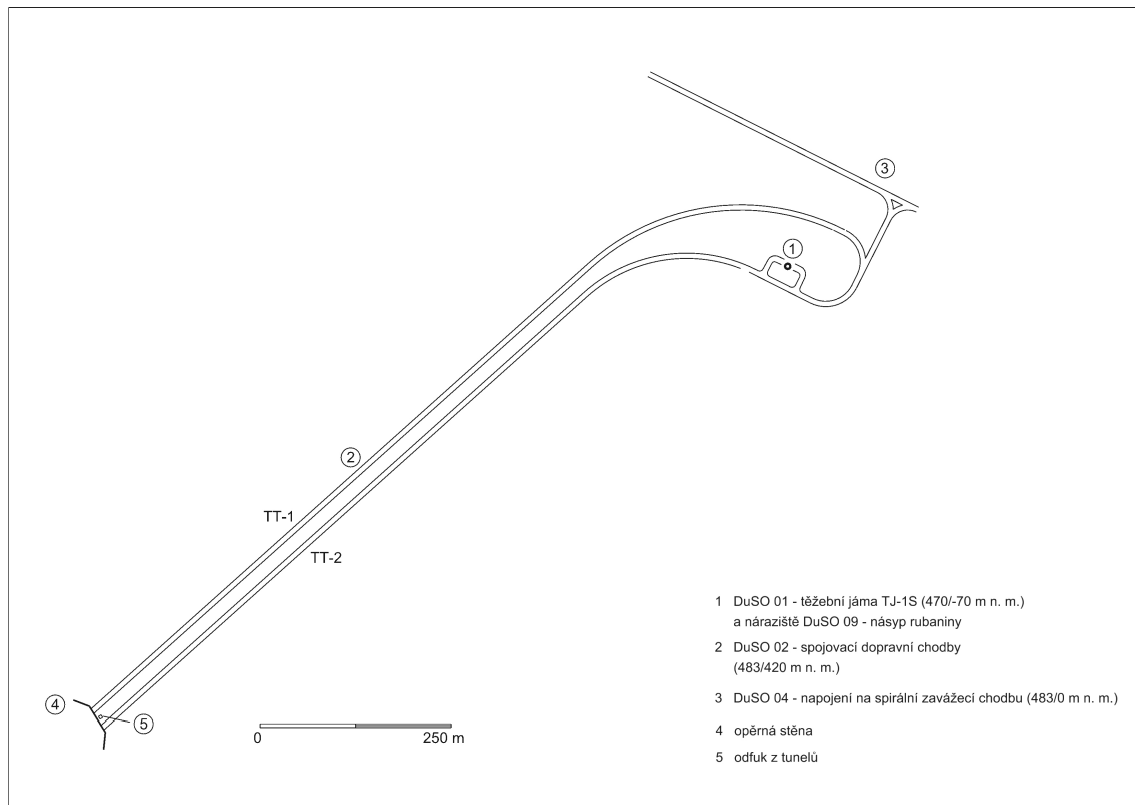 3
1
2
TT-1
TT-2
4
5
0
250 m
1 DuSO 01 - těžební jáma TJ-1S (470/-70 m n. m.)
a náraziště DuSO 09 - násyp rubaniny
2 DuSO 02 - spojovací dopravní chodby
(483/420 m n. m.)
3 DuSO 04 - napojení na spirální zavážecí chodbu (483/0 m n. m.)
4 opěrná stěna
5 odfuk z tunelů